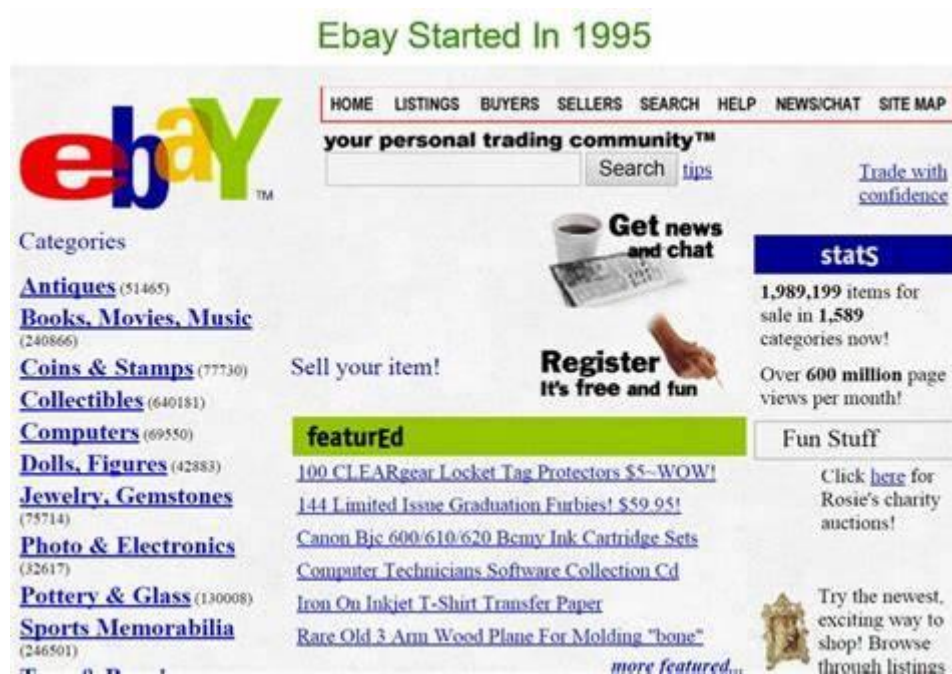 Ebay Started In 1995
ebaY™
HOME LISTINGS BUYERS SELLERS SEARCH HELP NEWS/CHAT SITE MAP
your personal trading community™
Search tips
Trade with
confidence
Categories
Antiques (51465)
Books, Movies, Music
(240866)
Coins & Stamps (77730)
Collectibles (640181)
Computers (69550)
Dolls, Figures (42883)
Jewelry, Gemstones
(75714)
Photo & Electronics
(32617)
Pottery & Glass (130008)
Sports Memorabilia
(246501)
Get news
and chat
Sell your item!
Register
It's free and fun
featurEd
100 CLEARgear Locket Tag Protectors $5~WOW!
144 Limited Issue Graduation Furbies! $59.95!
Canon Bjc 600/610/620 Bcmy Ink Cartridge Sets
Computer Technicians Software Collection Cd
Iron On Inkjet T-Shirt Transfer Paper
Rare Old 3 Arm Wood Plane For Molding "bone"
more featured...
statS
1,989,199 items for
sale in 1,589
categories now!
Over 600 million page
views per month!
Fun Stuff
Click here for
Rosie's charity
auctions!
Try the newest,
exciting way to
shop! Browse
through listings